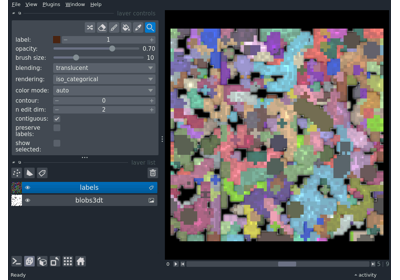 File View Plugins Window Help
layer controls
label: 1
opacity: 0.70
brush size: 10
blending: translucent
rendering: iso_categorical
color mode: auto
contour: 0
n edit dim: 2
contiguous:
preserve
labels:
show
selected:
layer list
labels
blobs3dt
Ready
activity